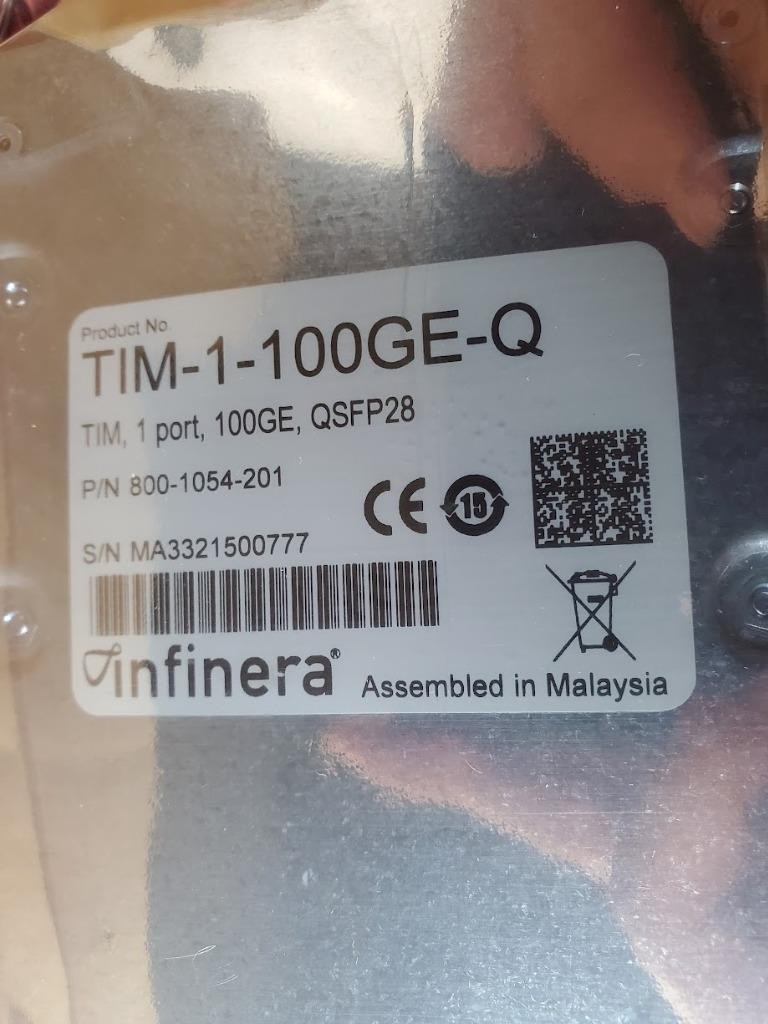 Product No.
TIM-1-100GE-Q
TIM, 1 port, 100GE, QSFP28
P/N 800-1054-201
CE 15
S/N MA3321500777
infinera®
Assembled in Malaysia